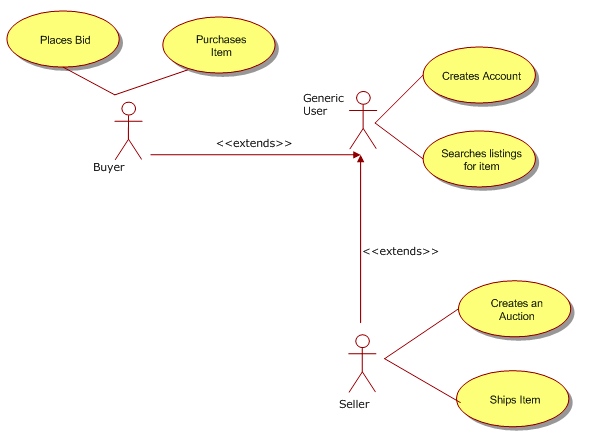 Places Bid
Purchases
Item
Generic
User
Creates Account
Searches listings
for item
<<extends>>
Buyer
<<extends>>
Creates an
Auction
Seller
Ships Item